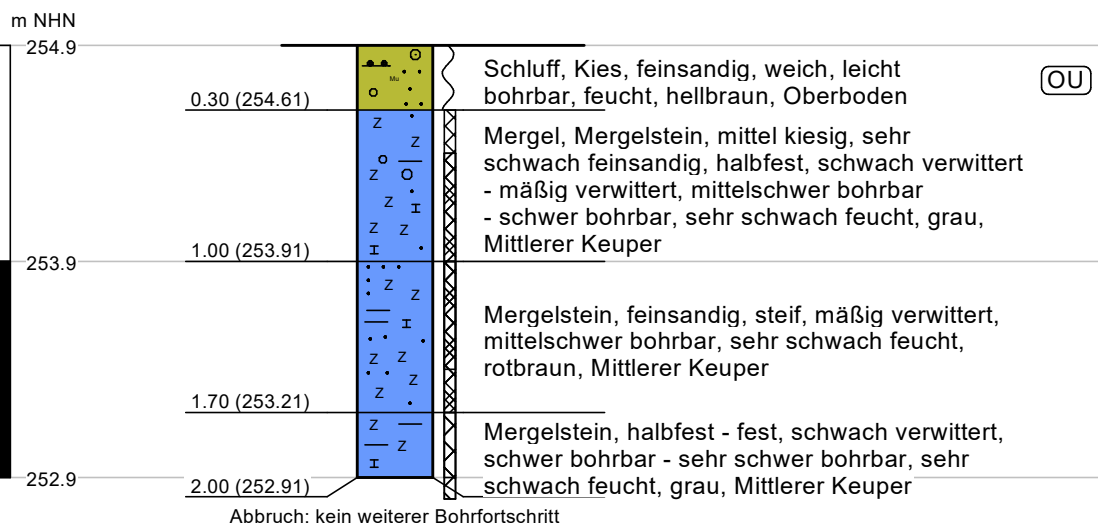 m NHN
254.9
Schluff, Kies, feinsandig, weich, leicht
bohrbar, feucht, hellbraun, Oberboden
OU
Mu
0.30 (254.61)
Mergel, Mergelstein, mittel kiesig, sehr
schwach feinsandig, halbfest, schwach verwittert
- mäßig verwittert, mittelschwer bohrbar
- schwer bohrbar, sehr schwach feucht, grau,
Mittlerer Keuper
1.00 (253.91)
253.9
Mergelstein, feinsandig, steif, mäßig verwittert,
mittelschwer bohrbar, sehr schwach feucht,
rotbraun, Mittlerer Keuper
1.70 (253.21)
Mergelstein, halbfest - fest, schwach verwittert,
schwer bohrbar - sehr schwer bohrbar, sehr
schwach feucht, grau, Mittlerer Keuper
252.9
2.00 (252.91)
Abbruch: kein weiterer Bohrfortschritt